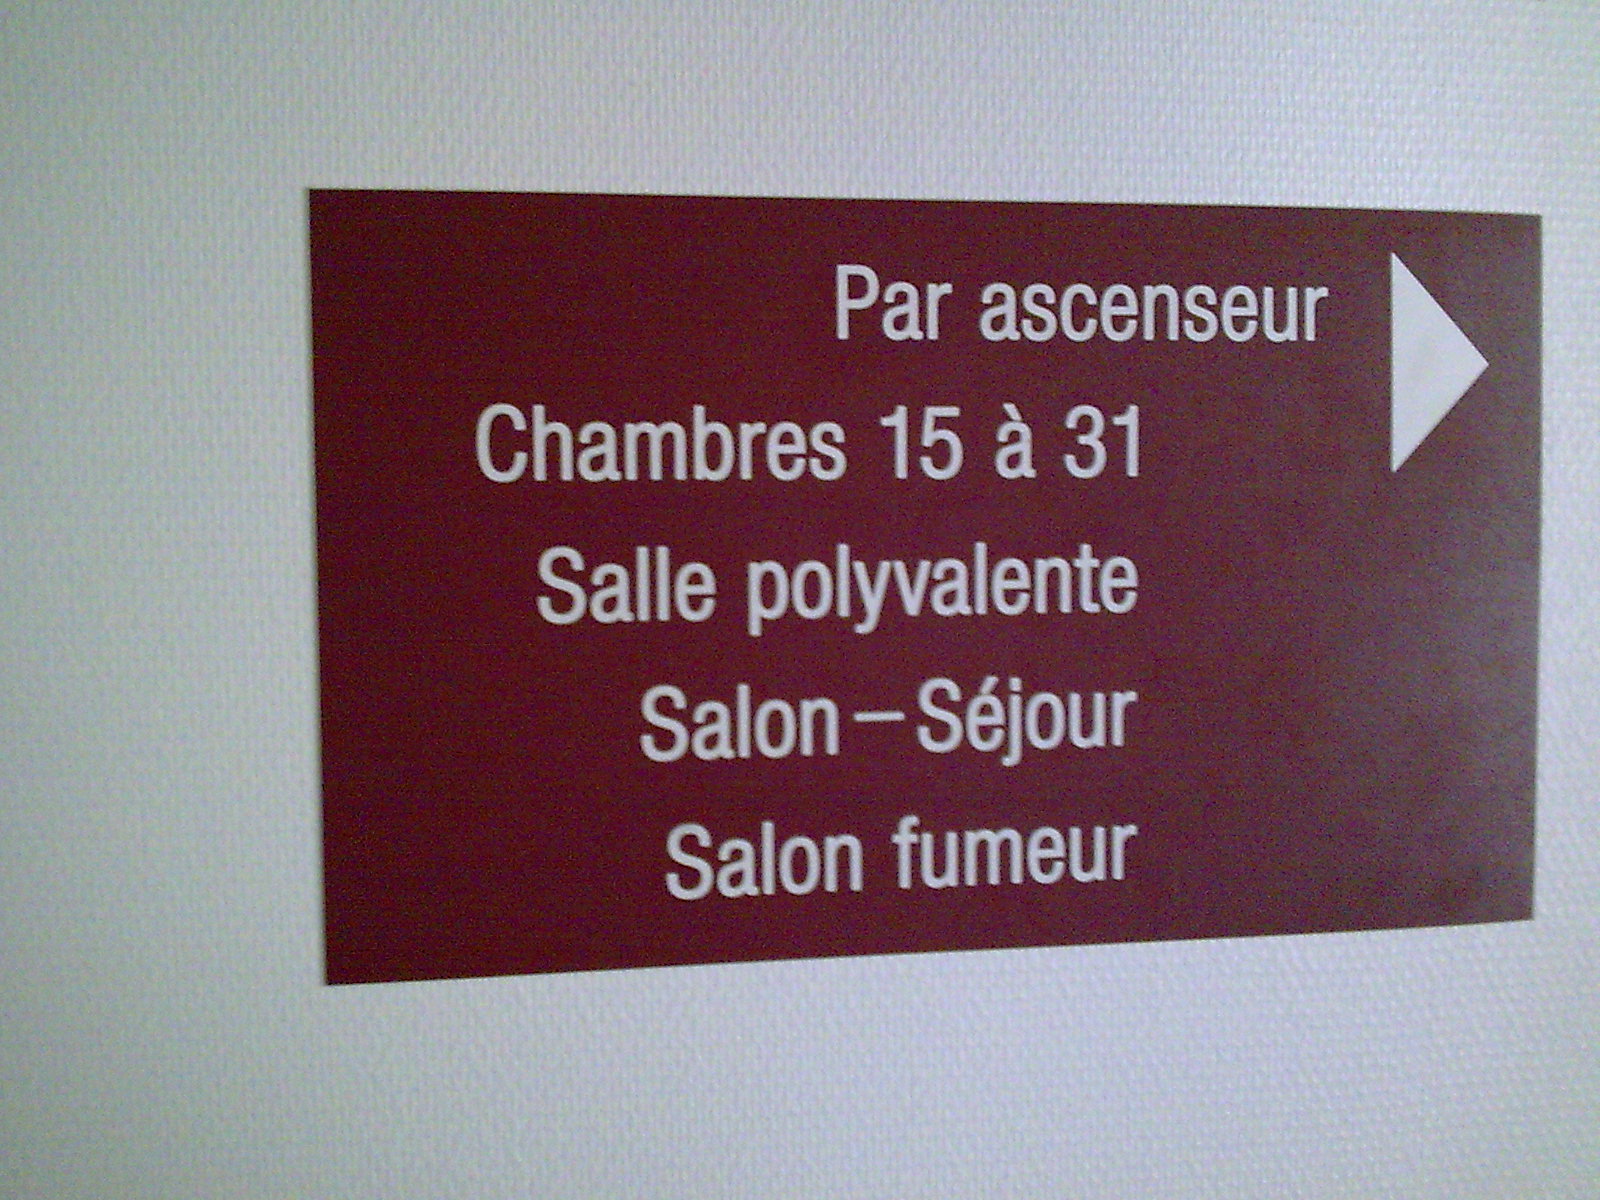 Par ascenseur
Chambres 15 à 31
Salle polyvalente
Salon – Séjour
Salon fumeur